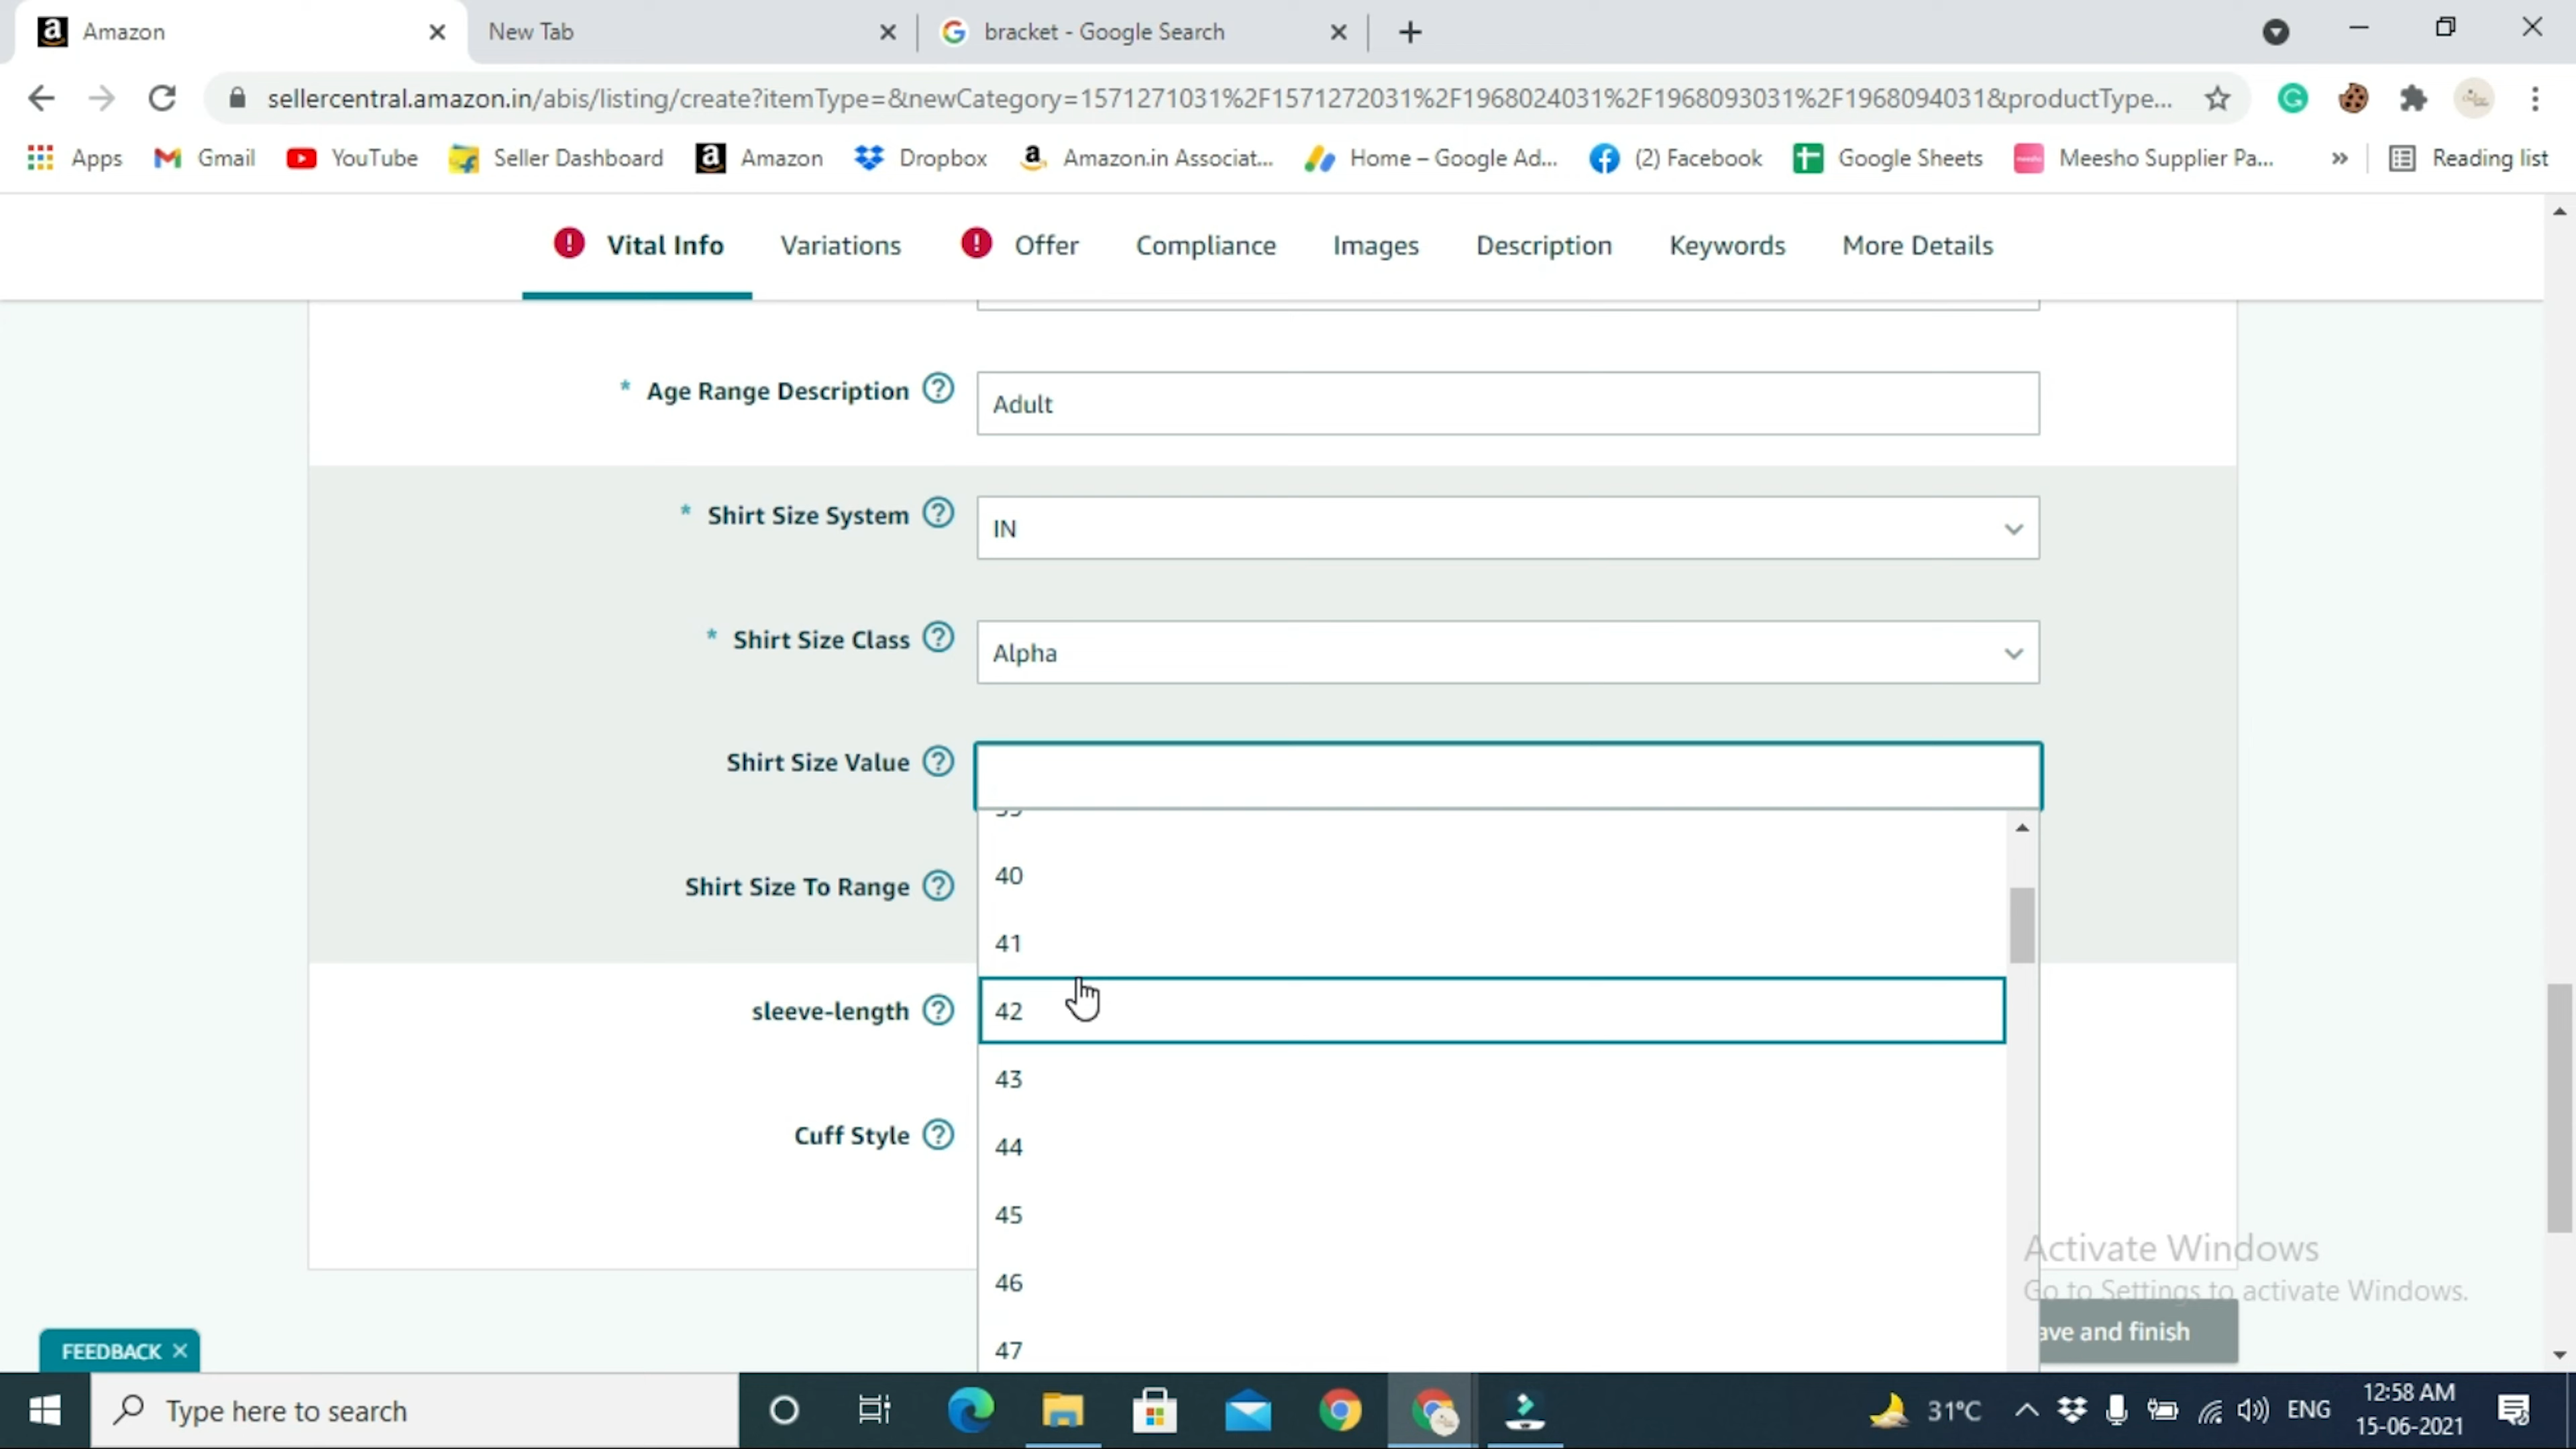 Amazon
New Tab
bracket - Google Search
sellercentral.amazon.in/abis/listing/create?itemType=&newCategory=1571271031%2F1571272031%2F1968024031%2F1968093031%2F1968094031&productType...
Apps
Gmail
YouTube
Seller Dashboard
Amazon
Dropbox
Amazon.in Associat...
Home – Google Ad...
(2) Facebook
Google Sheets
Meesho Supplier Pa...
»
Reading list
Vital Info
Variations
Offer
Compliance
Images
Description
Keywords
More Details
* Age Range Description
Adult
* Shirt Size System
IN
* Shirt Size Class
Alpha
Shirt Size Value
Shirt Size To Range
40
41
sleeve-length
42
43
Cuff Style
44
45
46
47
Activate Windows
Go to Settings to activate Windows.
ave and finish
FEEDBACK ×
Type here to search
31°C
ENG
12:58 AM
15-06-2021